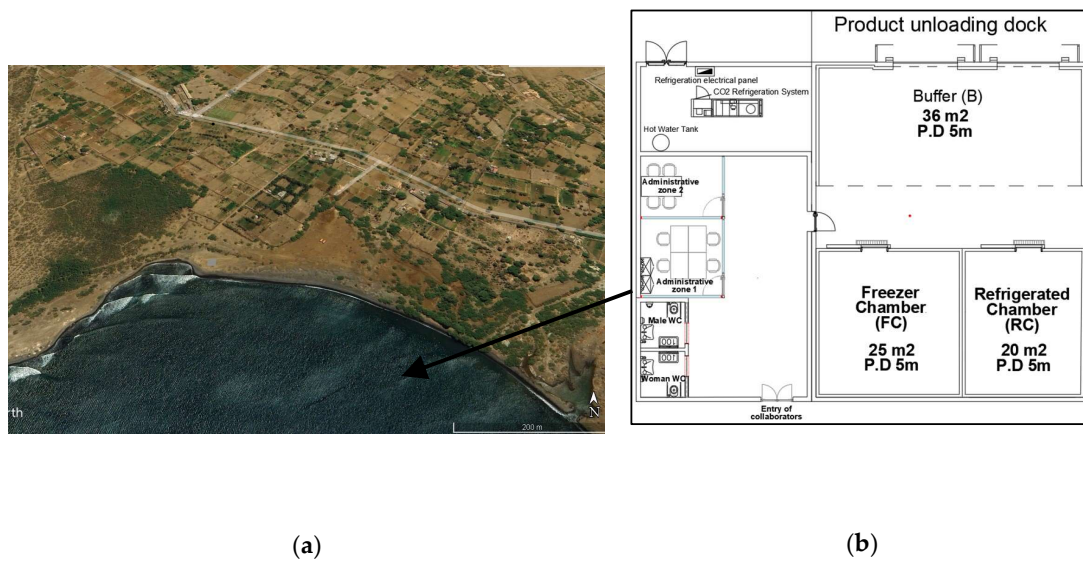 rth
N
200 m
(a)
Product unloading dock
Refrigeration electrical panel
CO2 Refrigeration System
Hot Water Tank
Buffer (B)
36 m2
P.D 5m
Administrative
zone 2
Administrative
zone 1
Male WC
Woman WC
Entry of
collaborators
Freezer
Chamber
(FC)
25 m2
P.D 5m
Refrigerated
Chamber
(RC)
20 m2
P.D 5m
(b)